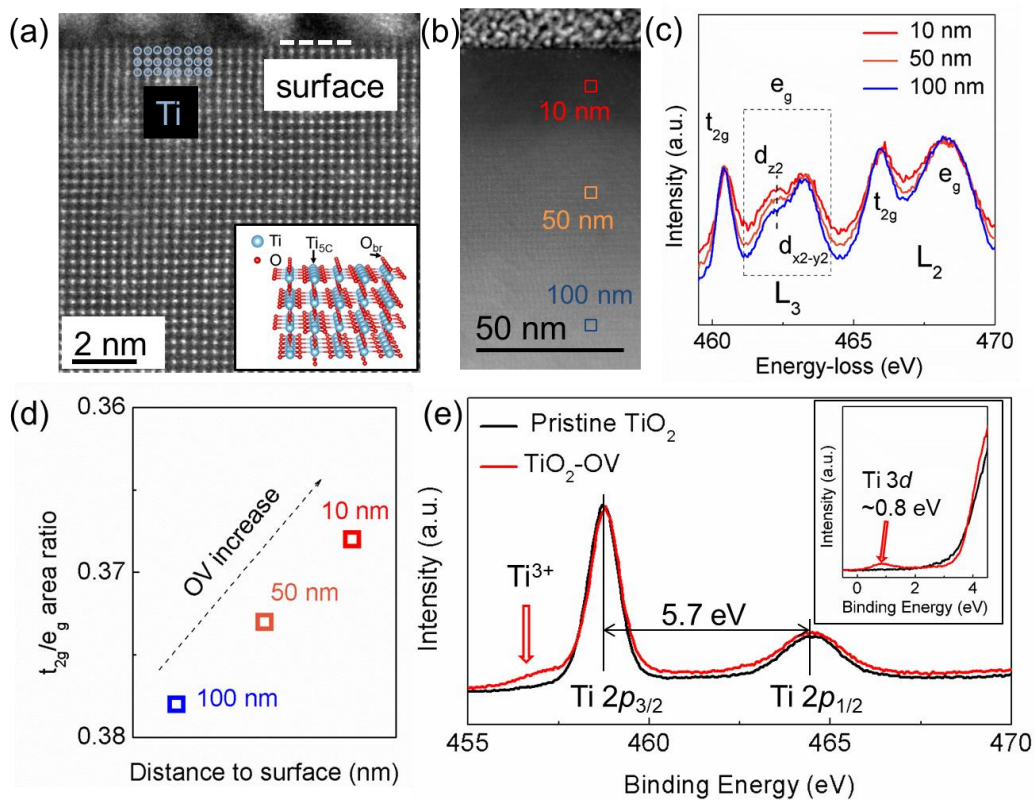 (a)
Ti
surface
2 nm
Ti
O
Ti5C
Obr
(b)
10 nm
50 nm
100 nm
50 nm
(c)
10 nm
50 nm
100 nm
t2g
eg
dz2
dx2-y2
L3
t2g
eg
L2
Intensity (a.u.)
460 465 470
Energy-loss (eV)
(d)
0.36
0.37
0.38
t2g/eg area ratio
OV increase
10 nm
50 nm
100 nm
Distance to surface (nm)
(e)
Pristine TiO2
TiO2-OV
Ti3+
5.7 eV
Ti 2p3/2
Ti 2p1/2
Intensity (a.u.)
455 460 465 470
Binding Energy (eV)
Ti 3d
~0.8 eV
Intensity (a.u.)
0 2 4
Binding Energy (eV)